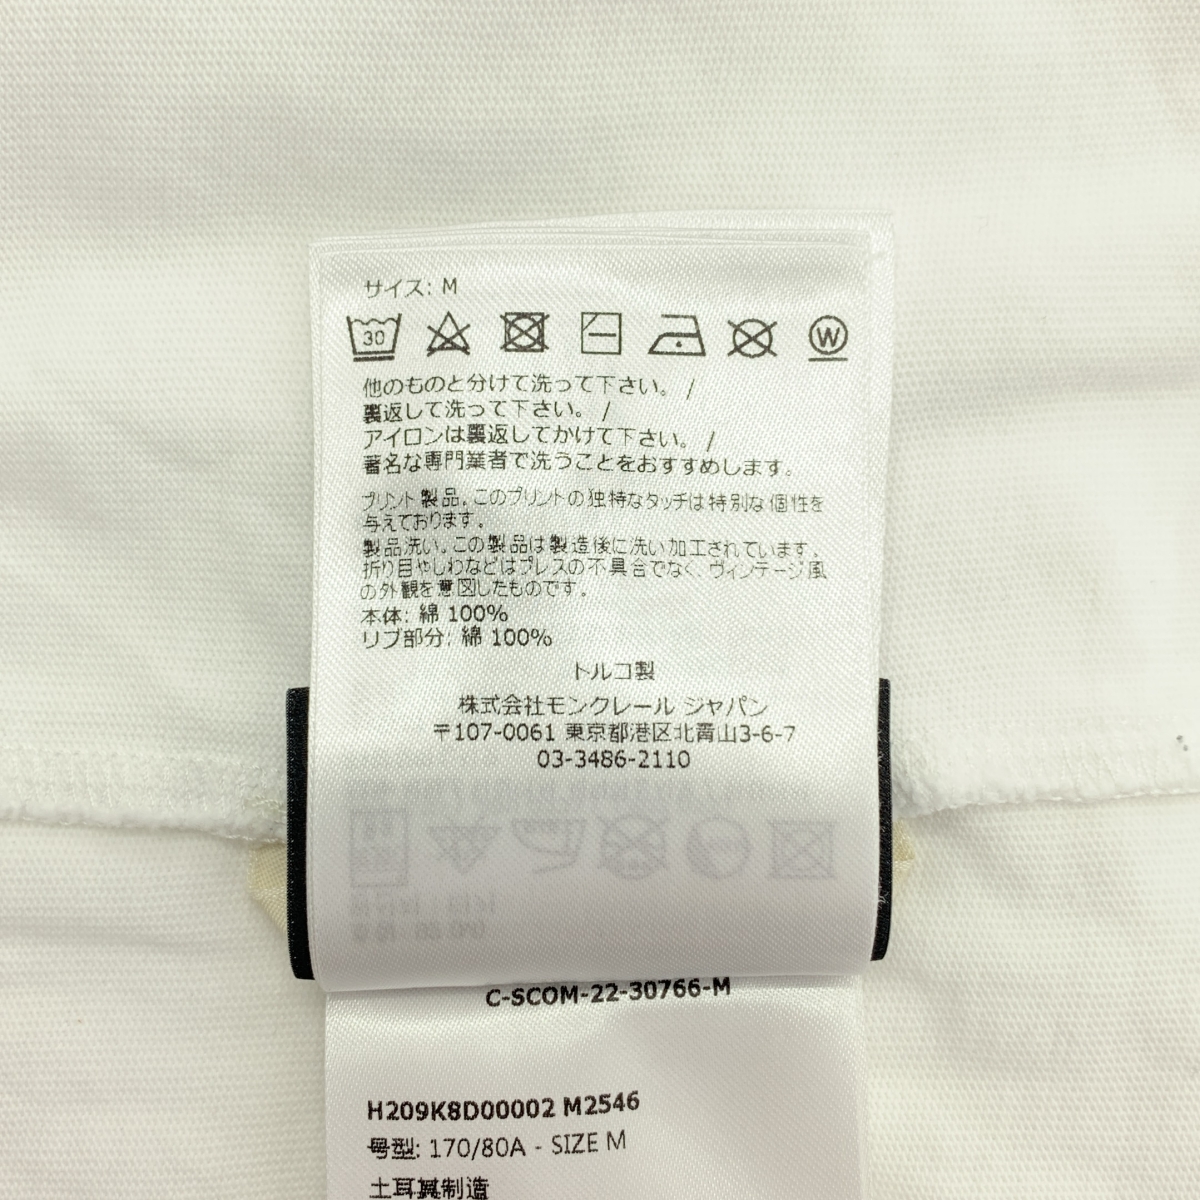 サイズ: M
30
W
他のものと分けて洗って下さい。 /
裏返して洗って下さい。 /
アイロンは裏返してかけて下さい。 /
著名な専門業者で洗うことをおすすめします。
プリント製品。このプリントの独特なタッチは特別な個性を
与えております。
製品洗い。この製品は製造後に洗い加工されています。
折り目やしわなどはプレスの不具合でなく、ヴィンテージ風
の外観を意図したものです。
本体: 綿 100%
リブ部分: 綿 100%
トルコ製
株式会社モンクレール ジャパン
〒107-0061 東京都港区北青山3-6-7
03-3486-2110
C-SCOM-22-30766-M
H209K8D00002 M2546
号型: 170/80A - SIZE M
土耳其制造